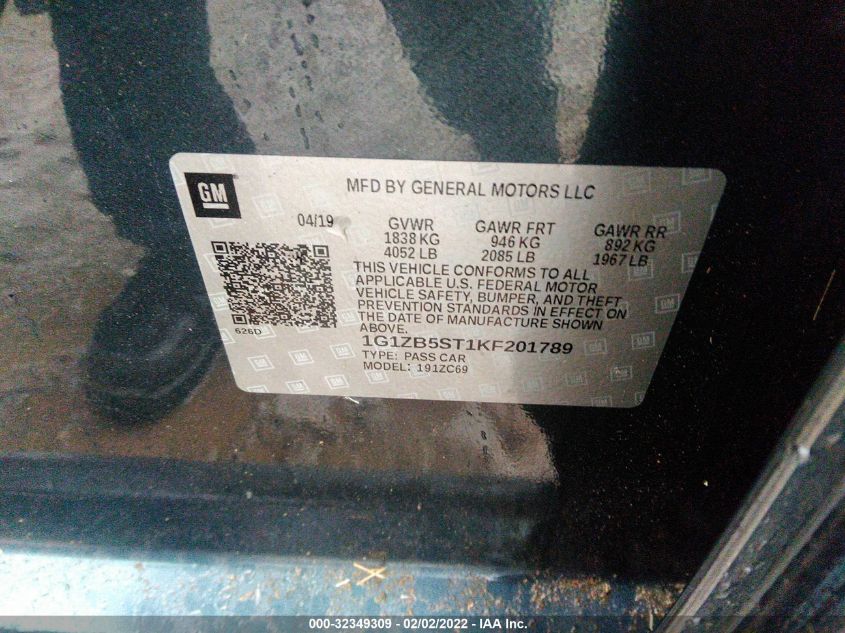 GM
MFD BY GENERAL MOTORS LLC
04/19
GVWR
1838 KG
4052 LB
GAWR FRT
946 KG
2085 LB
GAWR RR
892 KG
1967 LB
THIS VEHICLE CONFORMS TO ALL
APPLICABLE U.S. FEDERAL MOTOR
VEHICLE SAFETY, BUMPER, AND THEFT
PREVENTION STANDARDS IN EFFECT ON
THE DATE OF MANUFACTURE SHOWN
ABOVE.
626D
1G1ZB5ST1KF201789
TYPE: PASS CAR
MODEL: 191ZC69
000-32349309 - 02/02/2022 - IAA Inc.